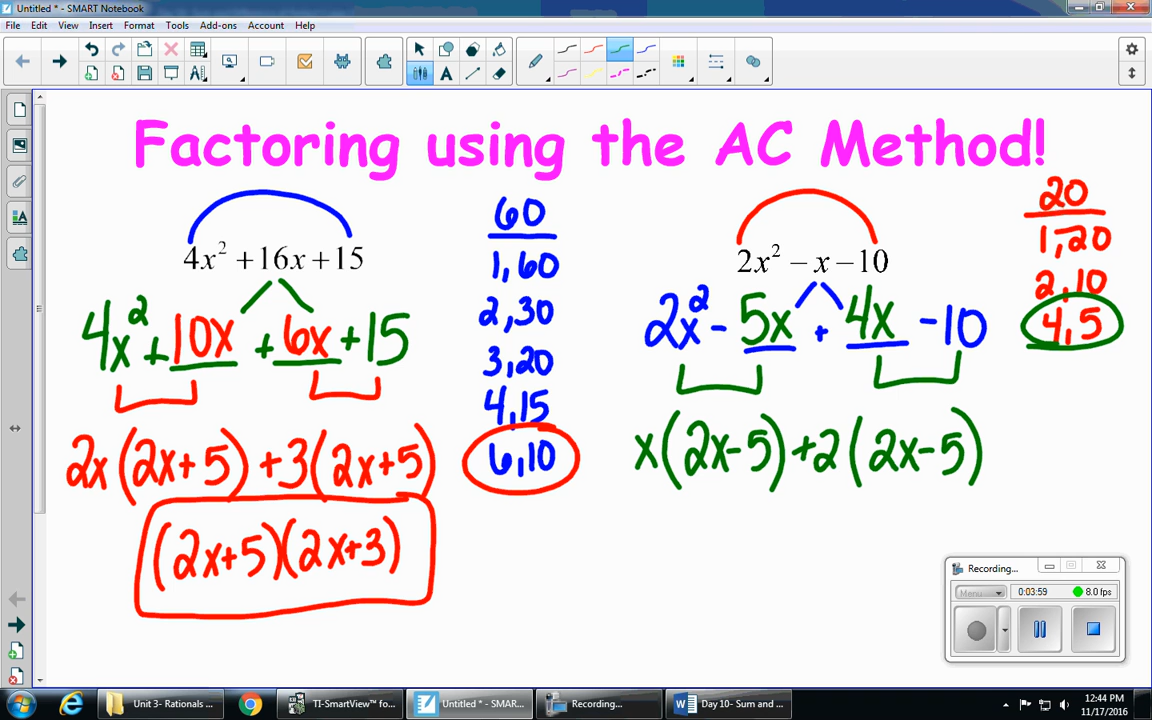 Untitled * - SMART Notebook
File Edit View Insert Format Tools Add-ons Account Help
Factoring using the AC Method!
4x² +16x+15
4x² + 10x + 6x + 15
2x (2x+5) +3 (2x+5)
(2x+5)(2x+3)
60
1,60
2,30
3,20
4,15
6,10
2x² − x −10
2x² - 5x + 4x - 10
x (2x-5) +2 (2x-5)
20
1,20
2,10
4,5
Recording...
Menu
0:03:59
8.0 fps
Unit 3- Rationals ...
TI-SmartView™ fo...
Untitled * - SMAR...
Recording...
Day 10- Sum and ...
12:44 PM
11/17/2016